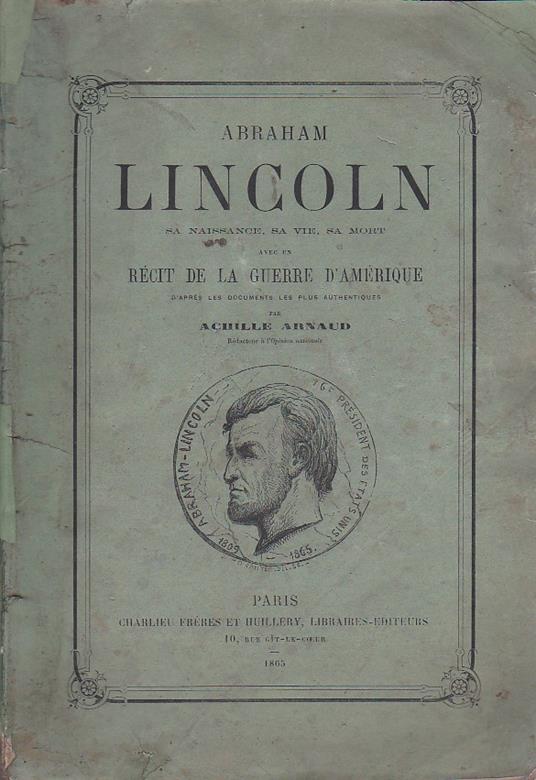 ABRAHAM
LINCOLN
SA NAISSANCE, SA VIE, SA MORT
AVEC UN
RÉCIT DE LA GUERRE D'AMÉRIQUE
D'APRÈS LES DOCUMENTS LES PLUS AUTHENTIQUES
PAR
ACHILLE ARNAUD
Rédacteur à l'Opinion nationale
ABRAHAM-LINCOLN
16E PRÉSIDENT DES ÉTATS UNIS
1809 — 1865.
PARIS
CHARLIEU FRÈRES ET HUILLERY, LIBRAIRES-ÉDITEURS
10, RUE GÎT-LE-CŒUR
—
1865